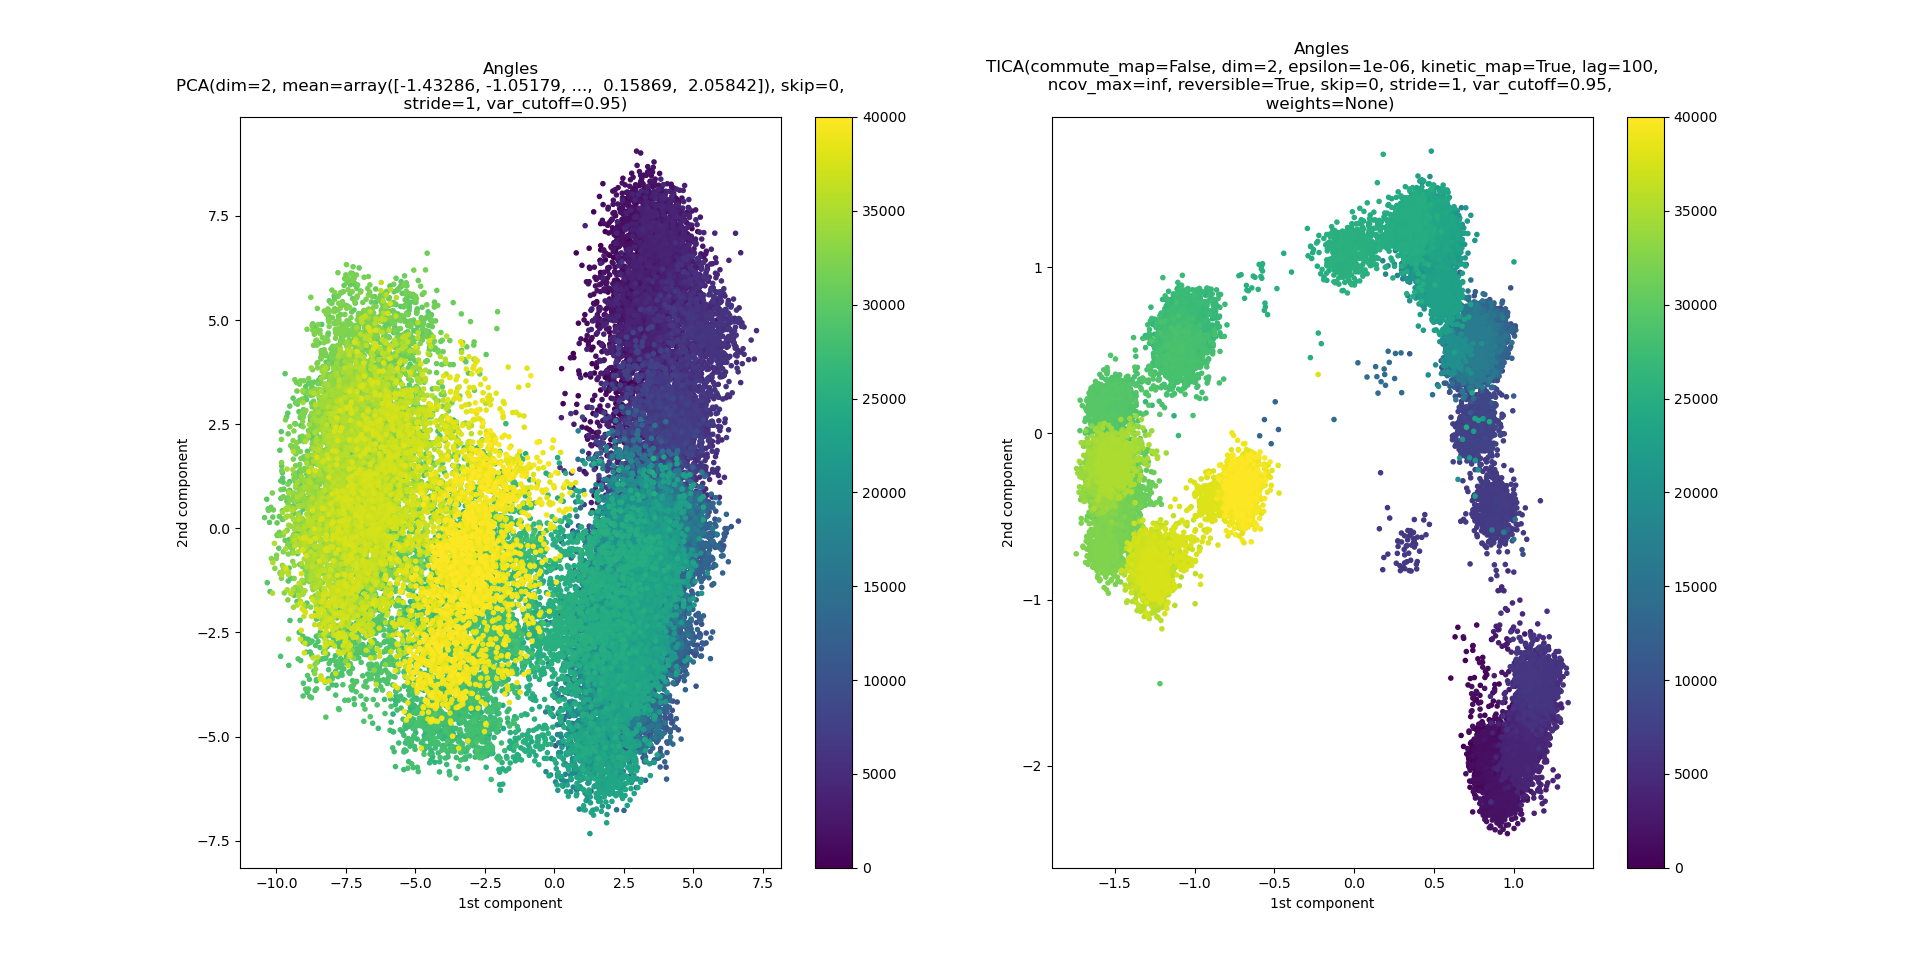 Angles
PCA(dim=2, mean=array([-1.43286, -1.05179, ..., 0.15869, 2.05842]), skip=0,
stride=1, var_cutoff=0.95)
2nd component
7.5
5.0
2.5
0.0
−2.5
−5.0
−7.5
−10.0 −7.5 −5.0 −2.5 0.0 2.5 5.0 7.5
1st component
40000
35000
30000
25000
20000
15000
10000
5000
0
Angles
TICA(commute_map=False, dim=2, epsilon=1e-06, kinetic_map=True, lag=100,
ncov_max=inf, reversible=True, skip=0, stride=1, var_cutoff=0.95,
weights=None)
2nd component
1
0
−1
−2
−1.5 −1.0 −0.5 0.0 0.5 1.0
1st component
40000
35000
30000
25000
20000
15000
10000
5000
0